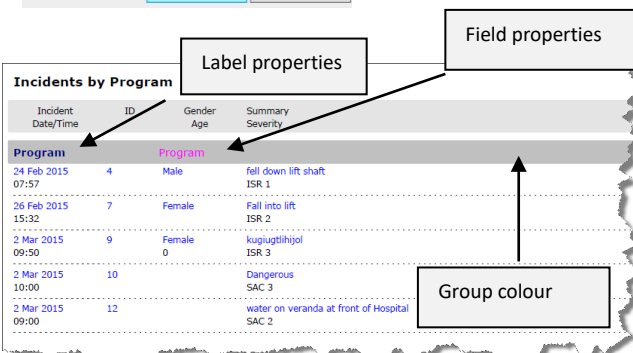 Field properties
Label properties
Incidents by Program
Incident ID Gender Summary
Date/Time Age Severity
Program Program
24 Feb 2015 4 Male fell down lift shaft
07:57 ISR 1
26 Feb 2015 7 Female Fall into lift
15:32 ISR 2
2 Mar 2015 9 Female kugiugtlihijol
09:50 0 ISR 3
2 Mar 2015 10 Dangerous
10:00 SAC 3
2 Mar 2015 12 water on veranda at front of Hospital
09:00 SAC 2
Group colour